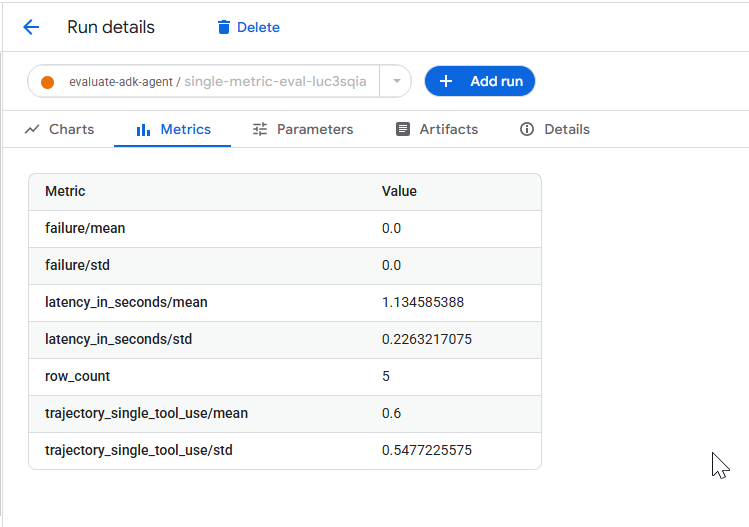 Run details Delete
evaluate-adk-agent / single-metric-eval-luc3sqia Add run
Charts Metrics Parameters Artifacts Details
Metric Value
failure/mean 0.0
failure/std 0.0
latency_in_seconds/mean 1.134585388
latency_in_seconds/std 0.2263217075
row_count 5
trajectory_single_tool_use/mean 0.6
trajectory_single_tool_use/std 0.5477225575